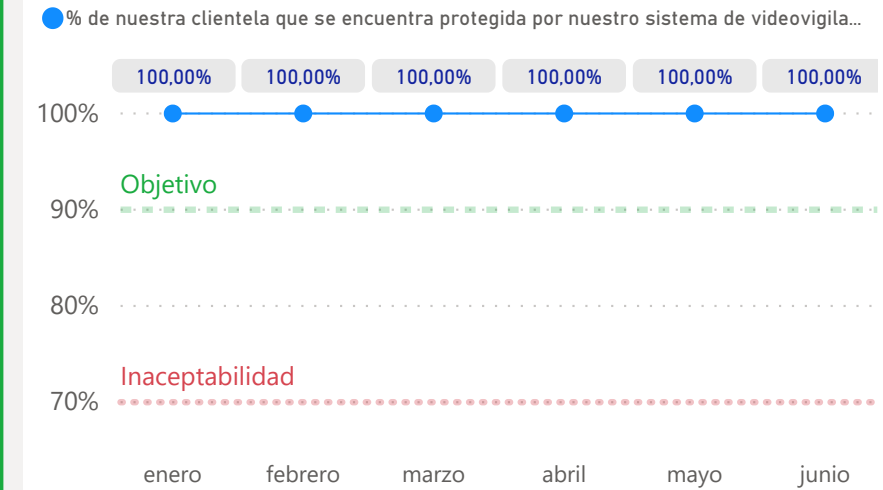 % de nuestra clientela que se encuentra protegida por nuestro sistema de videovigila...
100,00% 100,00% 100,00% 100,00% 100,00% 100,00%
100%
Objetivo
90%
80%
Inaceptabilidad
70%
enero febrero marzo abril mayo junio